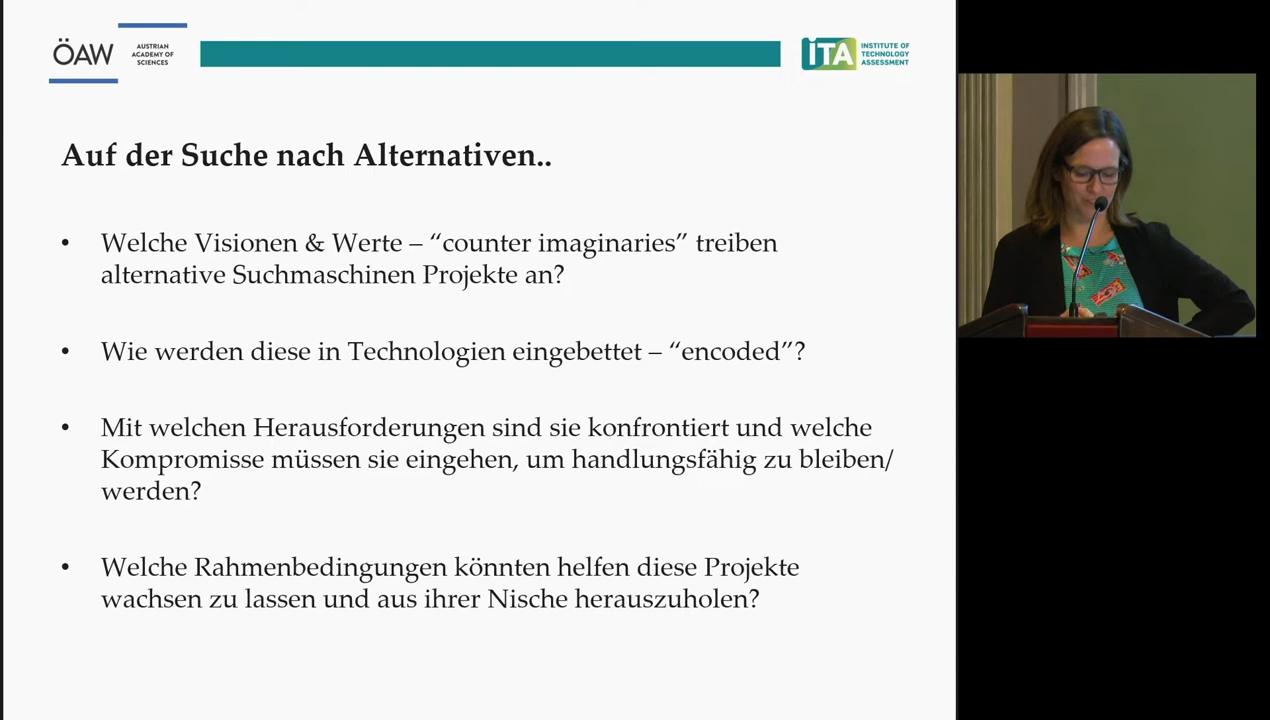 ÖAW
AUSTRIAN
ACADEMY OF
SCIENCES
iTA
INSTITUTE OF
TECHNOLOGY
ASSESSMENT
Auf der Suche nach Alternativen..
• Welche Visionen & Werte – “counter imaginaries” treiben
alternative Suchmaschinen Projekte an?
• Wie werden diese in Technologien eingebettet – “encoded”?
• Mit welchen Herausforderungen sind sie konfrontiert und welche
Kompromisse müssen sie eingehen, um handlungsfähig zu bleiben/
werden?
• Welche Rahmenbedingungen könnten helfen diese Projekte
wachsen zu lassen und aus ihrer Nische herauszuholen?